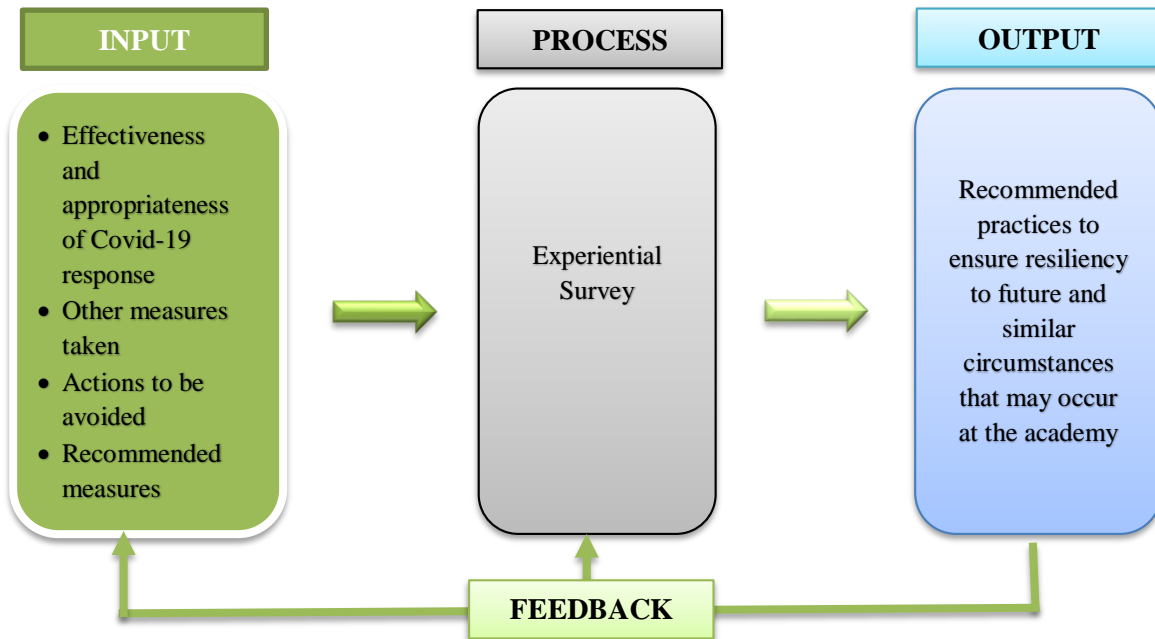 INPUT
• Effectiveness
and
appropriateness
of Covid-19
response
• Other measures
taken
• Actions to be
avoided
• Recommended
measures
PROCESS
Experiential
Survey
OUTPUT
Recommended
practices to
ensure resiliency
to future and
similar
circumstances
that may occur
at the academy
FEEDBACK